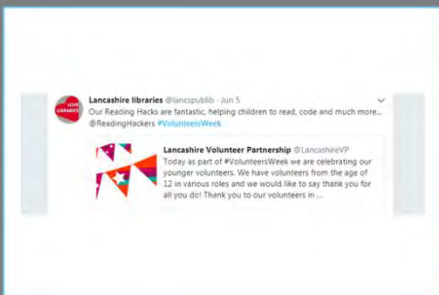 LOVE
LIBRARIES
Lancashire libraries @lancspublib - Jun 5
Our Reading Hacks are fantastic, helping children to read, code and much more...
@ReadingHackers #VolunteersWeek
Lancashire Volunteer Partnership @LancashireVP
Today as part of #VolunteersWeek we are celebrating our
younger volunteers. We have volunteers from the age of
12 in various roles and we would like to say thank you for
all you do! Thank you to our volunteers in ...